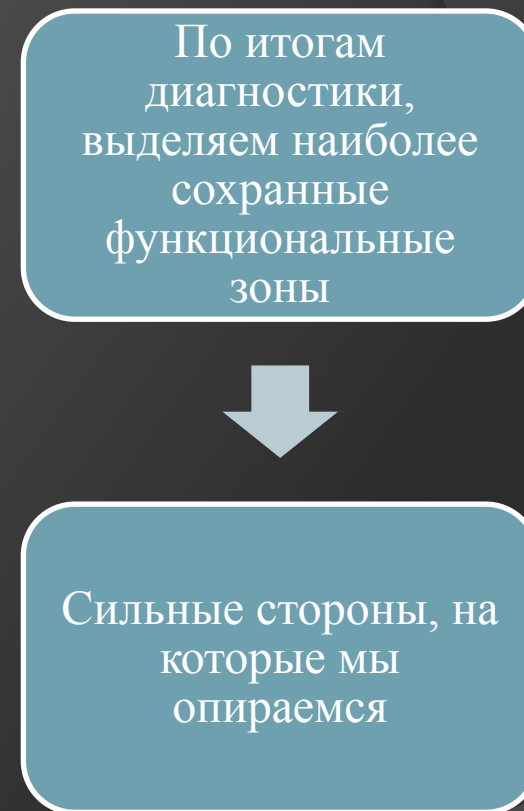 По итогам
диагностики,
выделяем наиболее
сохранные
функциональные
зоны
Сильные стороны, на
которые мы
опираемся